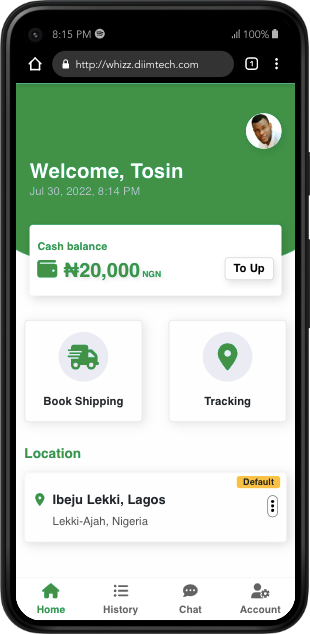 8:15 PM 100%
http://whizz.diimtech.com 1
Welcome, Tosin
Jul 30, 2022, 8:14 PM
Cash balance
₦20,000 NGN
To Up
Book Shipping
Tracking
Location
Default
Ibeju Lekki, Lagos
Lekki-Ajah, Nigeria
Home History Chat Account